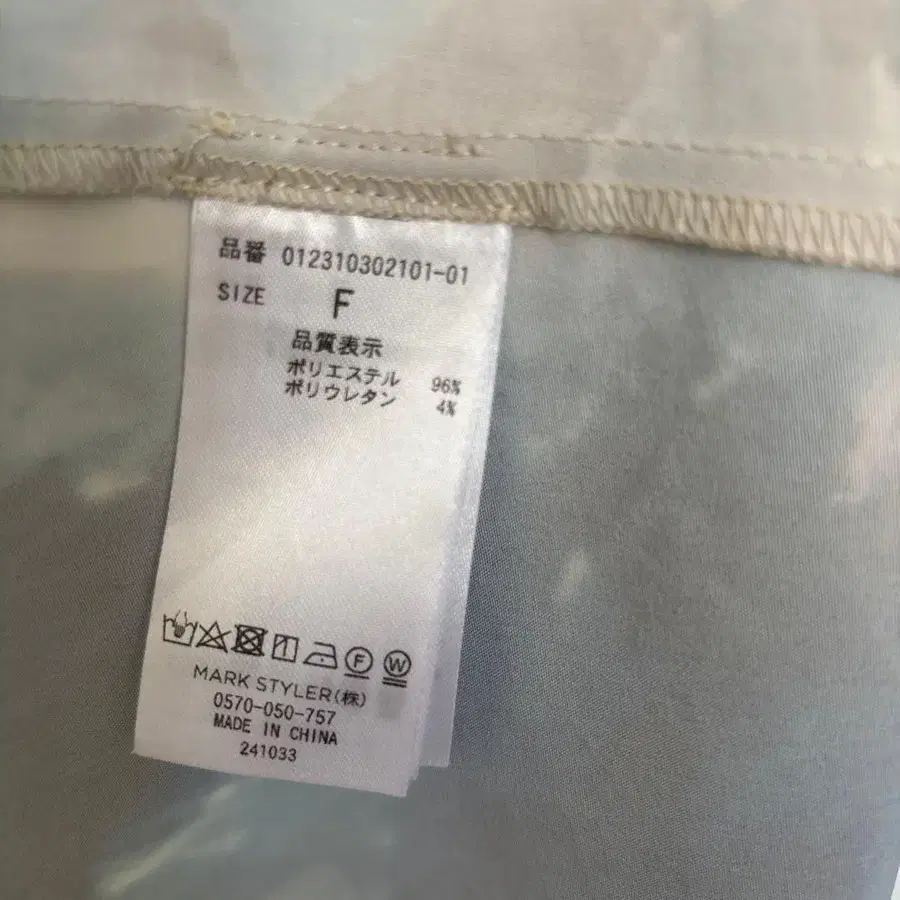 品番 012310302101-01
SIZE F
品質表示
ポリエステル 96%
ポリウレタン 4%
F W
MARK STYLER(株)
0570-050-757
MADE IN CHINA
241033